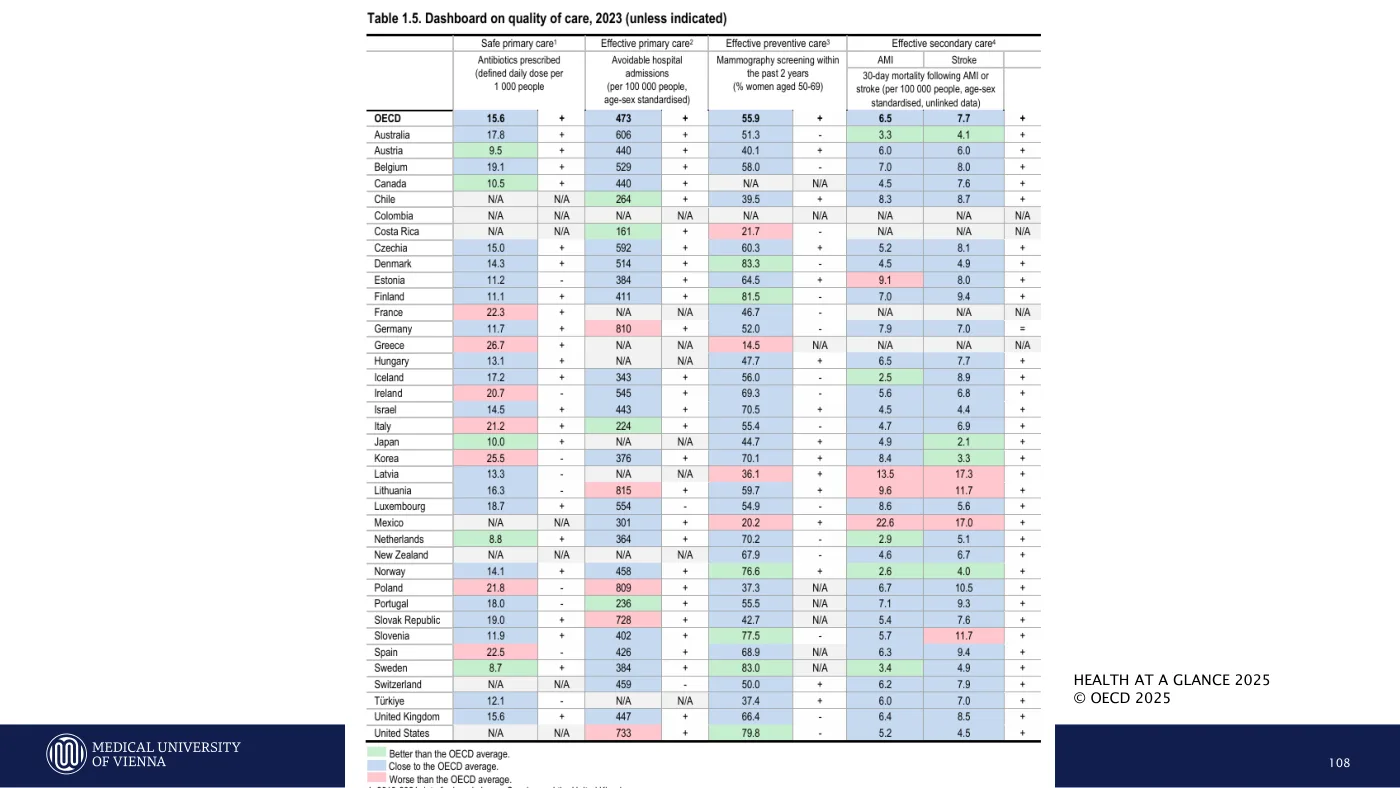 Table 1.5. Dashboard on quality of care, 2023 (unless indicated)
Safe primary care¹ Effective primary care² Effective preventive care³ Effective secondary care⁴
Antibiotics prescribed (defined daily dose per 1 000 people Avoidable hospital admissions (per 100 000 people, age-sex standardised) Mammography screening within the past 2 years (% women aged 50-69) AMI Stroke
30-day mortality following AMI or stroke (per 100 000 people, age-sex standardised, unlinked data)
OECD 15.6 + 473 + 55.9 + 6.5 7.7 +
Australia 17.8 + 606 + 51.3 - 3.3 4.1 +
Austria 9.5 + 440 + 40.1 + 6.0 6.0 +
Belgium 19.1 + 529 + 58.0 - 7.0 8.0 +
Canada 10.5 + 440 + N/A N/A 4.5 7.6 +
Chile N/A N/A 264 + 39.5 + 8.3 8.7 +
Colombia N/A N/A N/A N/A N/A N/A N/A N/A N/A
Costa Rica N/A N/A 161 + 21.7 - N/A N/A N/A
Czechia 15.0 + 592 + 60.3 + 5.2 8.1 +
Denmark 14.3 + 514 + 83.3 - 4.5 4.9 +
Estonia 11.2 - 384 + 64.5 + 9.1 8.0 +
Finland 11.1 + 411 + 81.5 - 7.0 9.4 +
France 22.3 + N/A N/A 46.7 - N/A N/A N/A
Germany 11.7 + 810 + 52.0 - 7.9 7.0 =
Greece 26.7 + N/A N/A 14.5 N/A N/A N/A N/A
Hungary 13.1 + N/A N/A 47.7 + 6.5 7.7 +
Iceland 17.2 + 343 + 56.0 - 2.5 8.9 +
Ireland 20.7 - 545 + 69.3 - 5.6 6.8 +
Israel 14.5 + 443 + 70.5 + 4.5 4.4 +
Italy 21.2 + 224 + 55.4 - 4.7 6.9 +
Japan 10.0 + N/A N/A 44.7 + 4.9 2.1 +
Korea 25.5 - 376 + 70.1 + 8.4 3.3 +
Latvia 13.3 - N/A N/A 36.1 + 13.5 17.3 +
Lithuania 16.3 - 815 + 59.7 + 9.6 11.7 +
Luxembourg 18.7 + 554 - 54.9 - 8.6 5.6 +
Mexico N/A N/A 301 + 20.2 + 22.6 17.0 +
Netherlands 8.8 + 364 + 70.2 - 2.9 5.1 +
New Zealand N/A N/A N/A N/A 67.9 - 4.6 6.7 +
Norway 14.1 + 458 + 76.6 + 2.6 4.0 +
Poland 21.8 - 809 + 37.3 N/A 6.7 10.5 +
Portugal 18.0 - 236 + 55.5 N/A 7.1 9.3 +
Slovak Republic 19.0 + 728 + 42.7 N/A 5.4 7.6 +
Slovenia 11.9 + 402 + 77.5 - 5.7 11.7 +
Spain 22.5 - 426 + 68.9 N/A 6.3 9.4 +
Sweden 8.7 + 384 + 83.0 N/A 3.4 4.9 +
Switzerland N/A N/A 459 - 50.0 + 6.2 7.9 +
Türkiye 12.1 - N/A N/A 37.4 + 6.0 7.0 +
United Kingdom 15.6 + 447 + 66.4 - 6.4 8.5 +
United States N/A N/A 733 + 79.8 - 5.2 4.5 +
Better than the OECD average.
Close to the OECD average.
Worse than the OECD average.
HEALTH AT A GLANCE 2025
© OECD 2025
MEDICAL UNIVERSITY
OF VIENNA
108